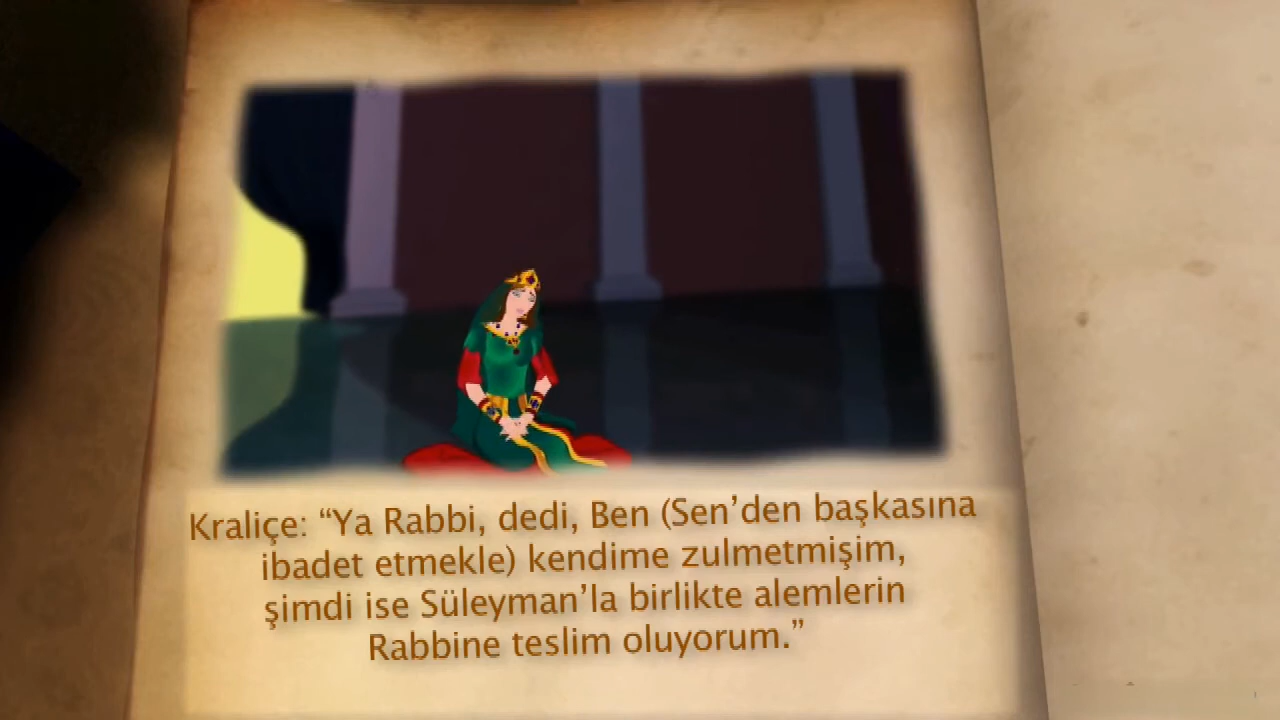 Kraliçe: “Ya Rabbi, dedi, Ben (Sen’den başkasına
ibadet etmekle) kendime zulmetmişim,
şimdi ise Süleyman’la birlikte alemlerin
Rabbine teslim oluyorum.”